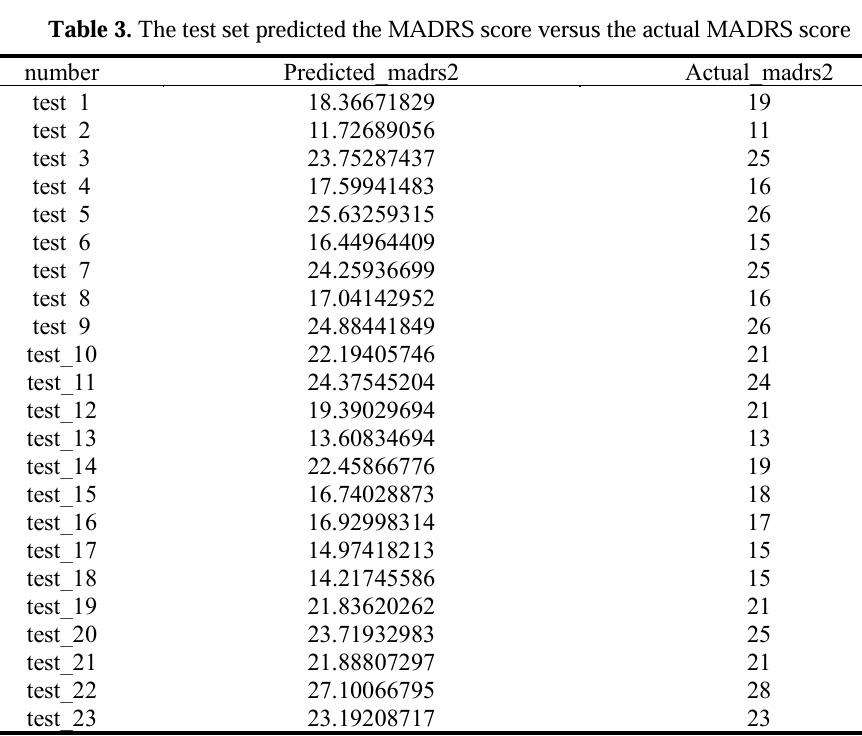 Table 3. The test set predicted the MADRS score versus the actual MADRS score
number Predicted_madrs2 Actual_madrs2
test 1 18.36671829 19
test 2 11.72689056 11
test 3 23.75287437 25
test 4 17.59941483 16
test 5 25.63259315 26
test 6 16.44964409 15
test 7 24.25936699 25
test 8 17.04142952 16
test 9 24.88441849 26
test_10 22.19405746 21
test_11 24.37545204 24
test_12 19.39029694 21
test_13 13.60834694 13
test_14 22.45866776 19
test_15 16.74028873 18
test_16 16.92998314 17
test_17 14.97418213 15
test_18 14.21745586 15
test_19 21.83620262 21
test_20 23.71932983 25
test_21 21.88807297 21
test_22 27.10066795 28
test_23 23.19208717 23